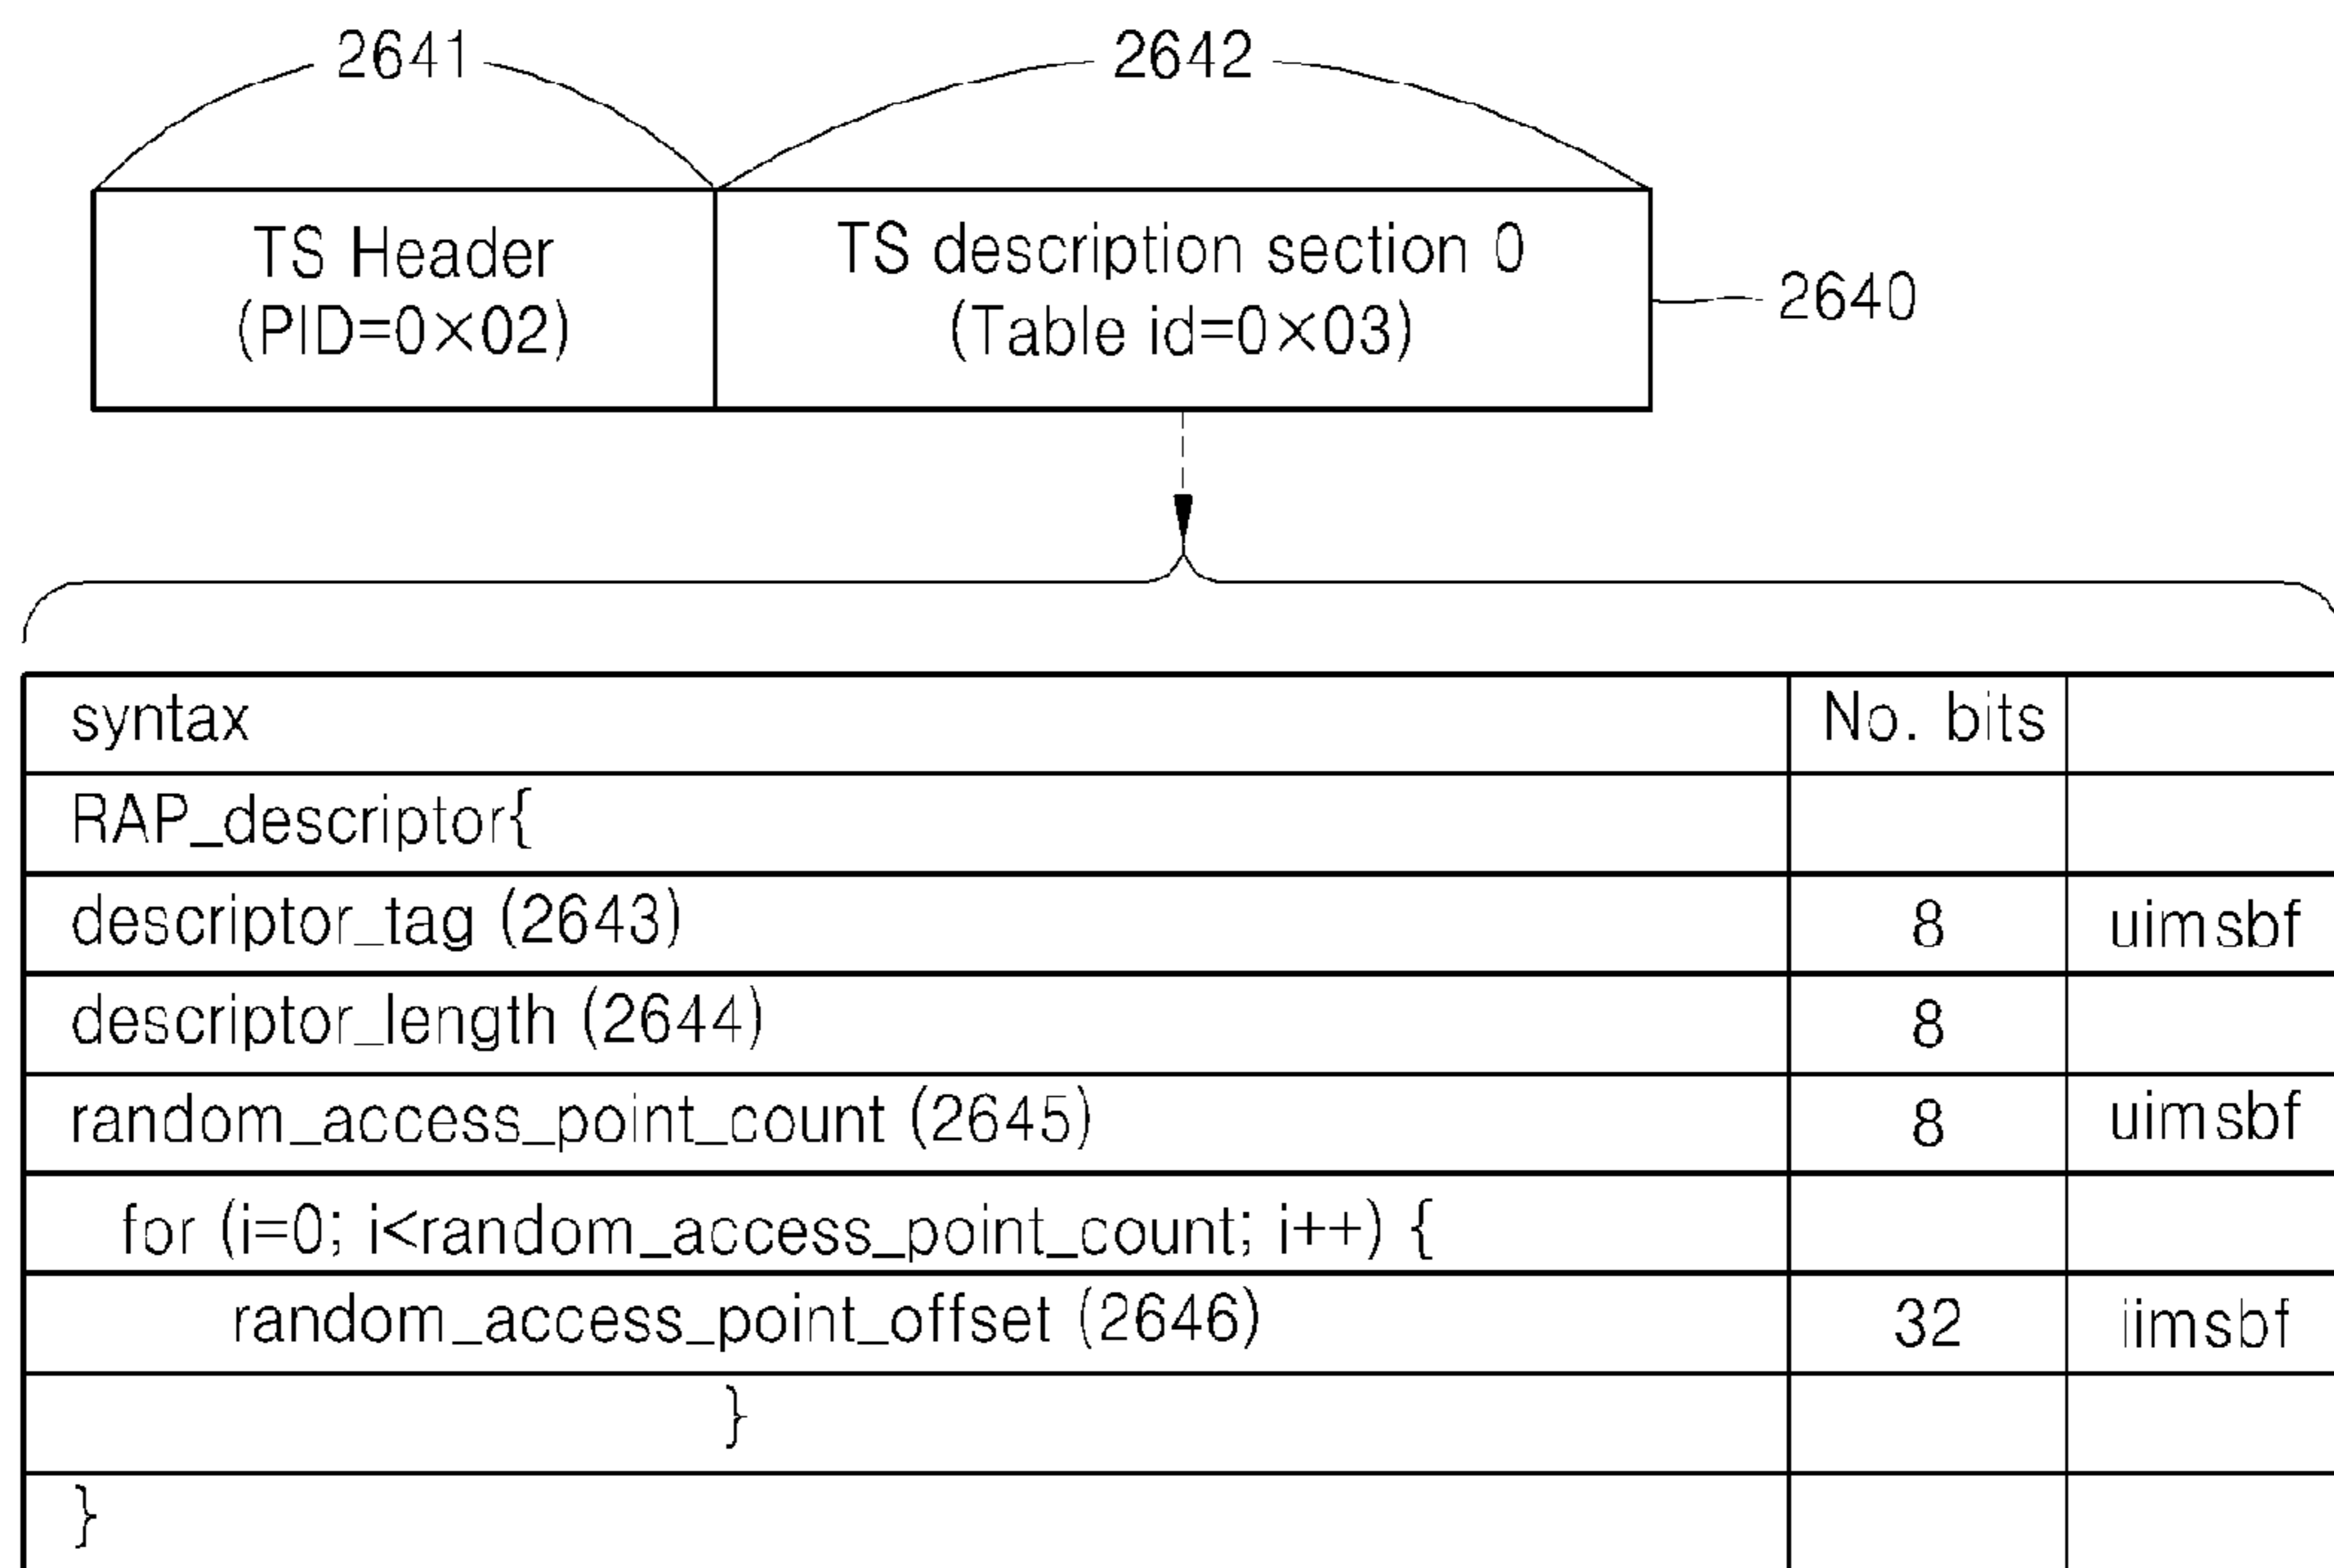 2641 2642
TS Header
(PID=0×02)
TS description section 0
(Table id=0×03)
2640
syntax No. bits
RAP_descriptor{
descriptor_tag (2643) 8 uimsbf
descriptor_length (2644) 8
random_access_point_count (2645) 8 uimsbf
for (i=0; i<random_access_point_count; i++) {
random_access_point_offset (2646) 32 iimsbf
}
}